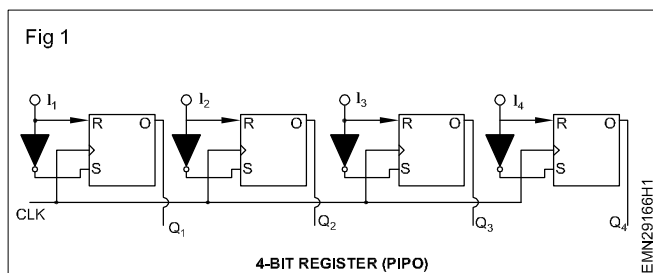 Fig 1
I1 I2 I3 I4
R O R O R O R O
S S S S
CLK
Q1 Q2 Q3 Q4
4-BIT REGISTER (PIPO)
EMN29166H1